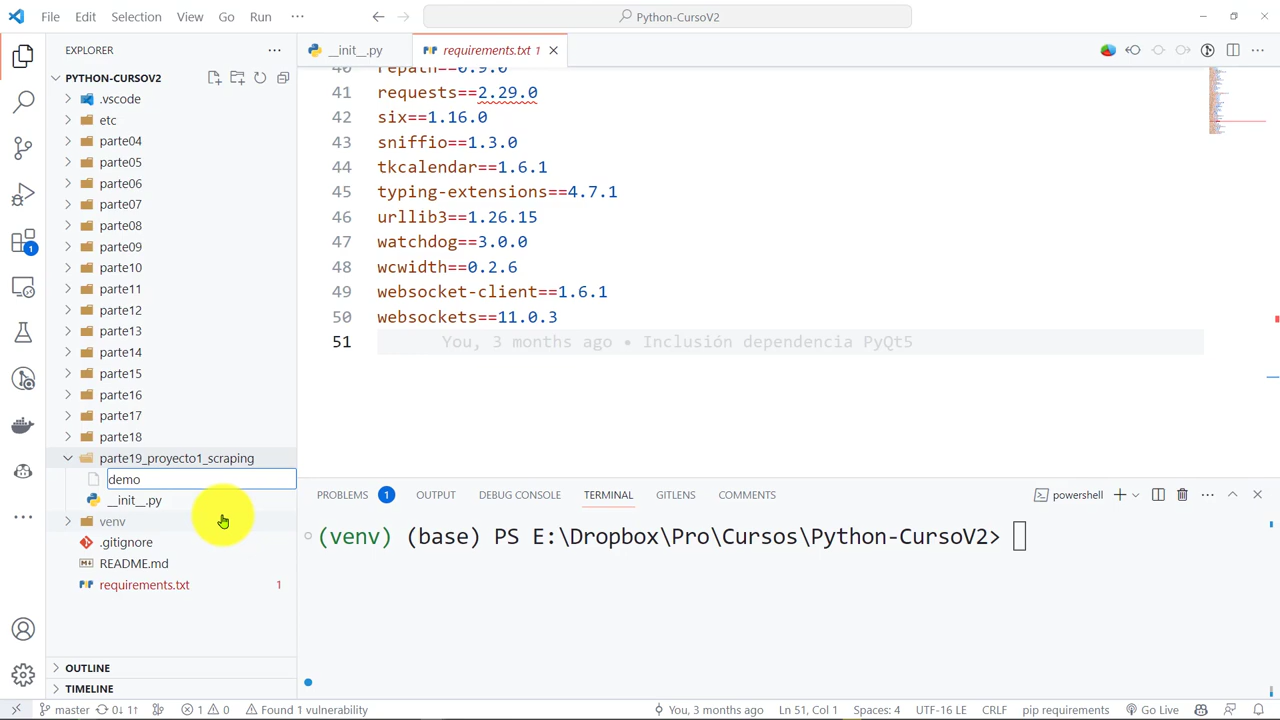 File Edit Selection View Go Run ··· Python-CursoV2
EXPLORER ···
PYTHON-CURSOV2
.vscode
etc
parte04
parte05
parte06
parte07
parte08
parte09
parte10
parte11
parte12
parte13
parte14
parte15
parte16
parte17
parte18
parte19_proyecto1_scraping
demo
__init__.py
venv
.gitignore
README.md
requirements.txt 1
OUTLINE
TIMELINE
1
__init__.py
requirements.txt 1
40 repath==0.9.0
41 requests==2.29.0
42 six==1.16.0
43 sniffio==1.3.0
44 tkcalendar==1.6.1
45 typing-extensions==4.7.1
46 urllib3==1.26.15
47 watchdog==3.0.0
48 wcwidth==0.2.6
49 websocket-client==1.6.1
50 websockets==11.0.3
51 You, 3 months ago • Inclusión dependencia PyQt5
PROBLEMS 1 OUTPUT DEBUG CONSOLE TERMINAL GITLENS COMMENTS powershell
(venv) (base) PS E:\Dropbox\Pro\Cursos\Python-CursoV2>
master 0↓ 1↑ 1 0 Found 1 vulnerability You, 3 months ago Ln 51, Col 1 Spaces: 4 UTF-16 LE CRLF pip requirements Go Live